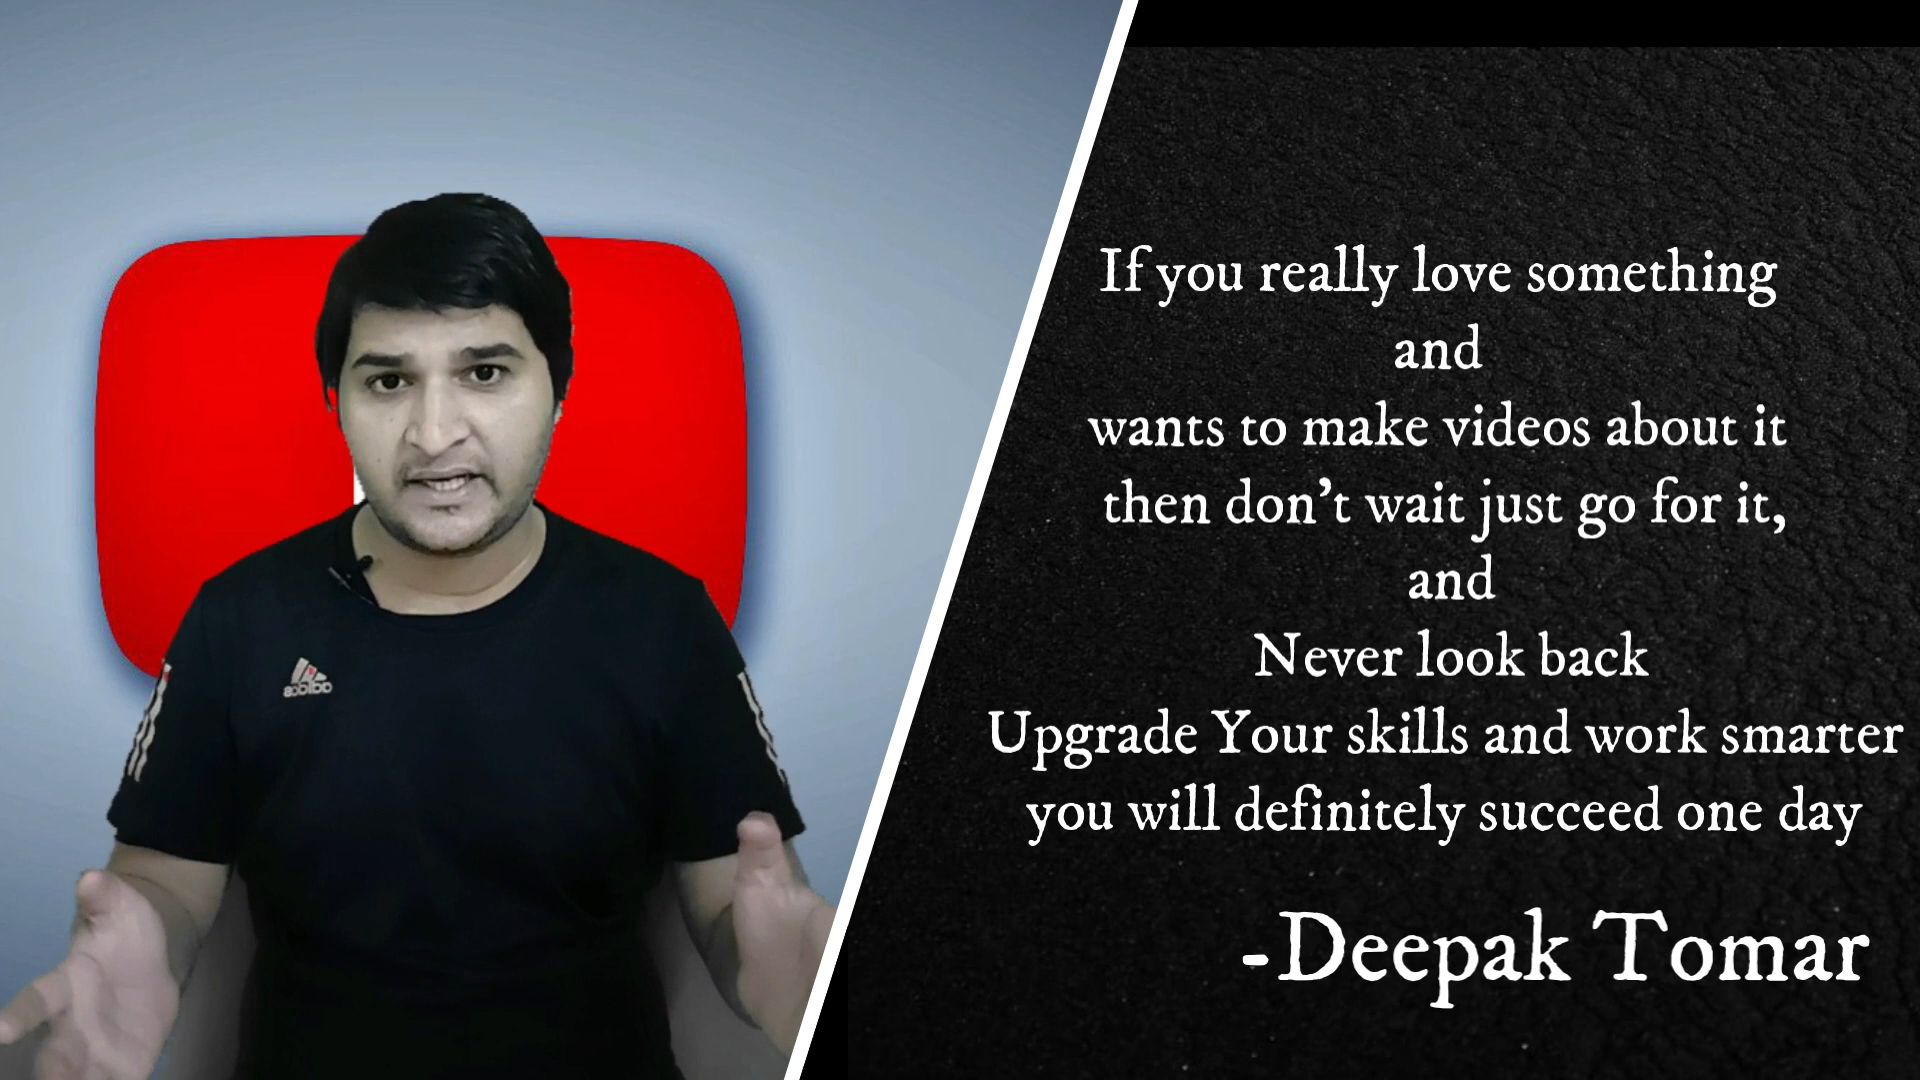 adidas
If you really love something
and
wants to make videos about it
then don't wait just go for it,
and
Never look back
Upgrade Your skills and work smarter
you will definitely succeed one day
-Deepak Tomar